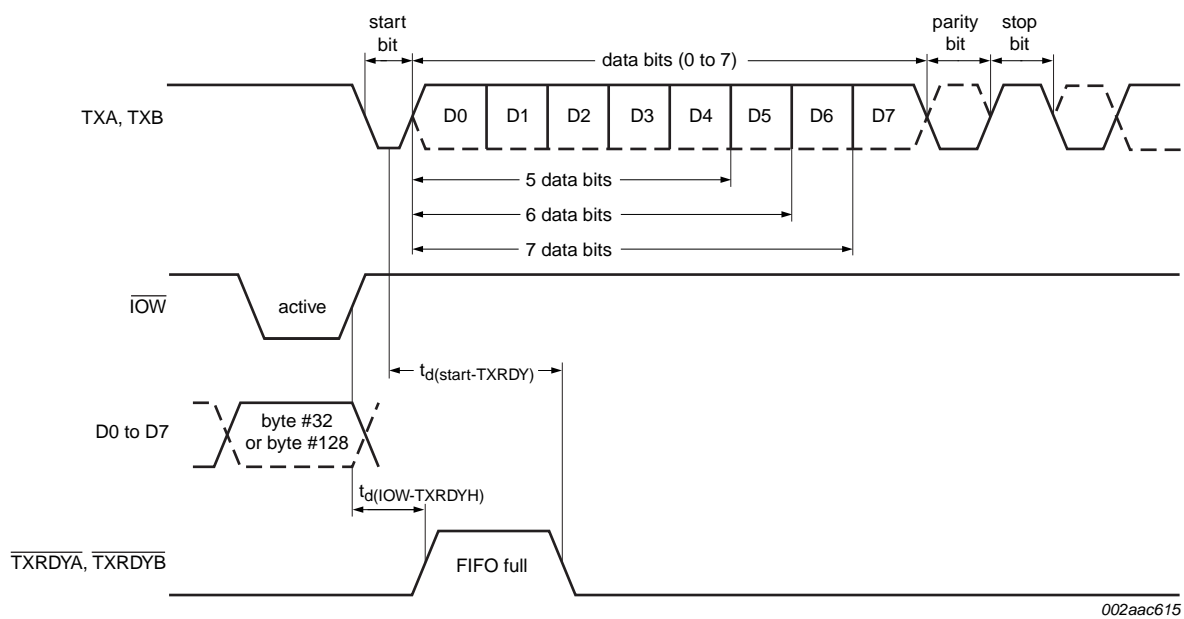 start
bit
data bits (0 to 7)
parity
bit
stop
bit
TXA, TXB
D0 D1 D2 D3 D4 D5 D6 D7
5 data bits
6 data bits
7 data bits
IOW
active
td(start-TXRDY)
D0 to D7
byte #32
or byte #128
td(IOW-TXRDYH)
TXRDYA, TXRDYB
FIFO full
002aac615